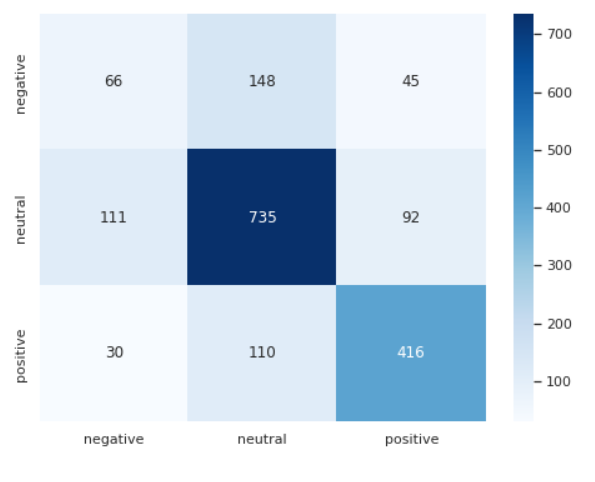 negative 66 148 45
neutral 111 735 92
positive 30 110 416
negative neutral positive
700
600
500
400
300
200
100